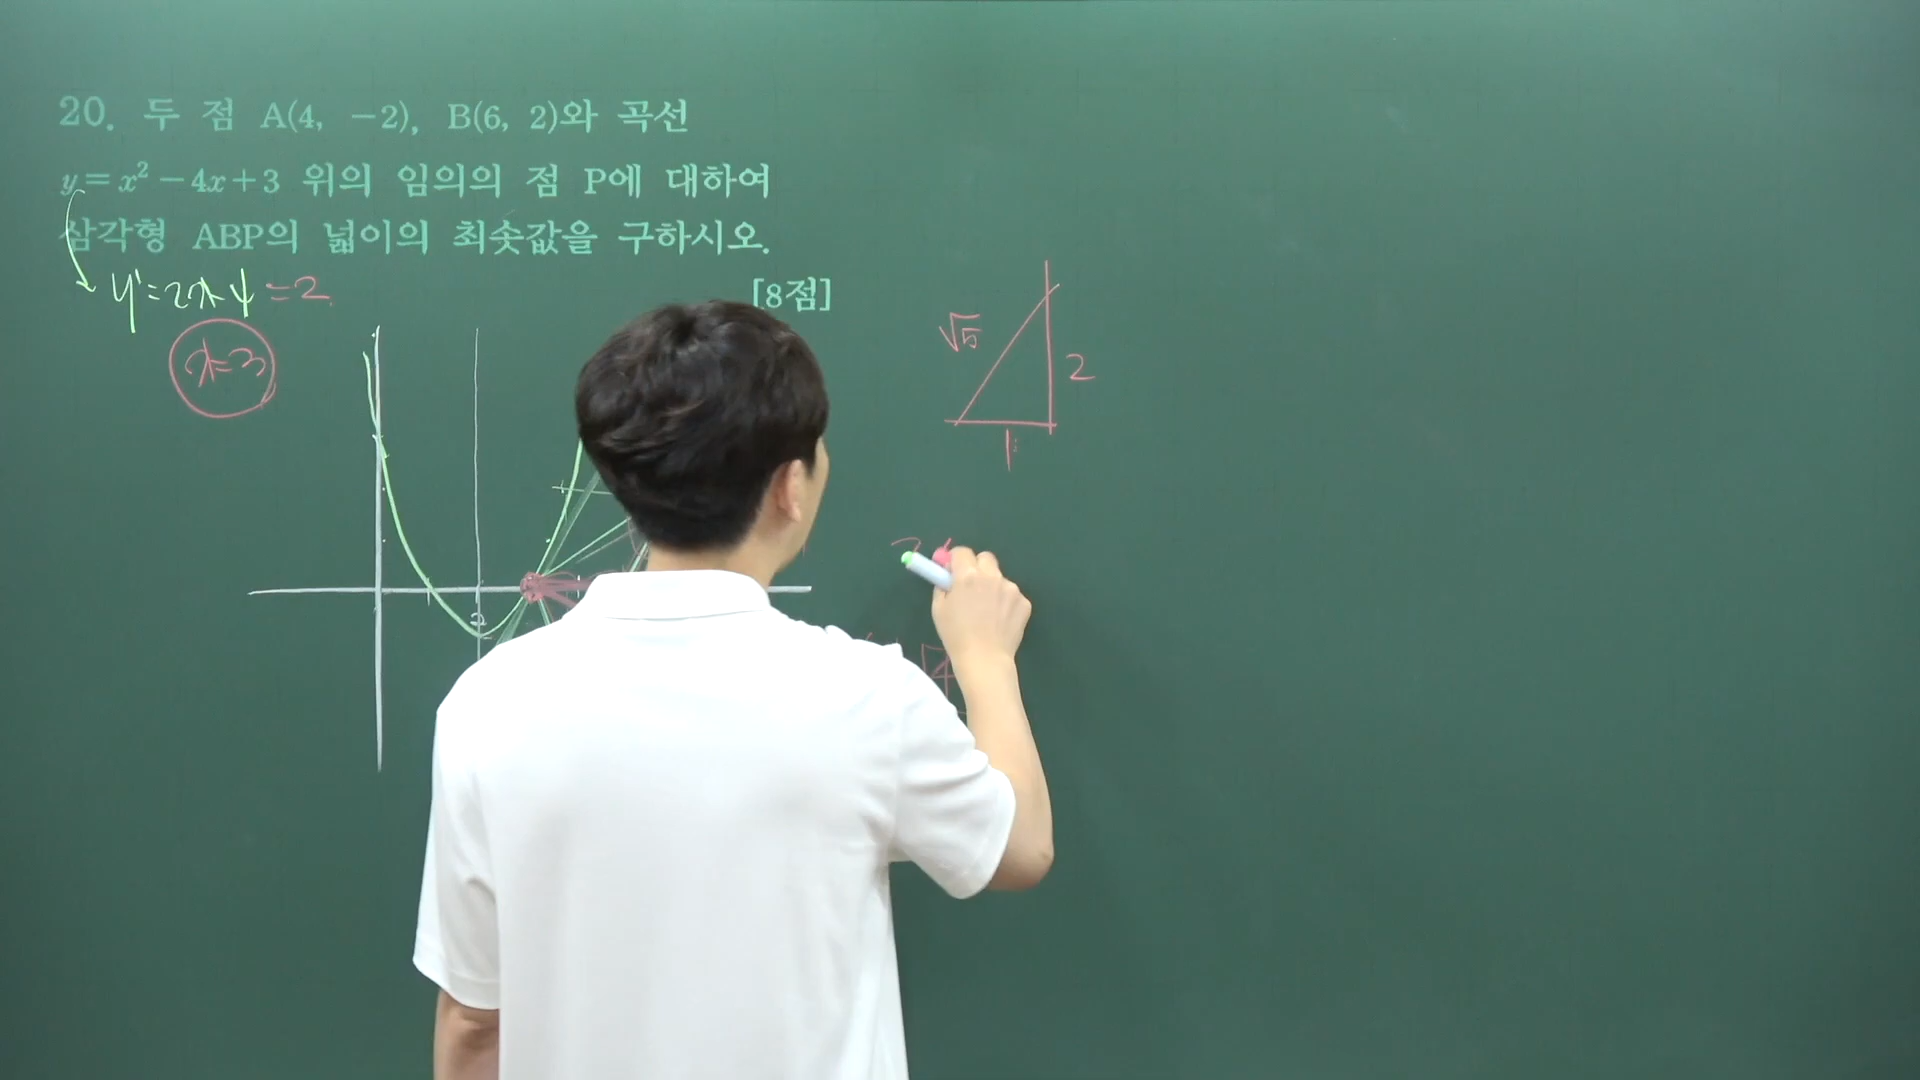 20. 두 점 A(4, −2), B(6, 2)와 곡선
y=x²−4x+3 위의 임의의 점 P에 대하여
삼각형 ABP의 넓이의 최솟값을 구하시오.
[8점]
y'=2x-4=2
x=3
√5
2
1
2